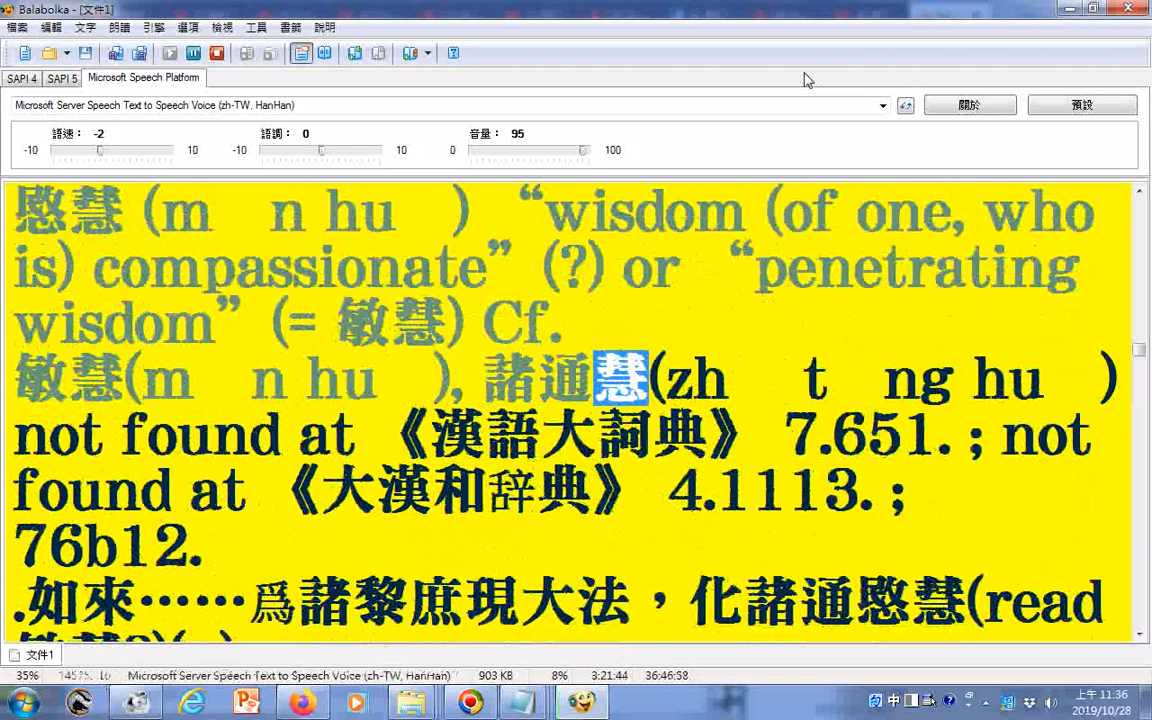 Balabolka - [文件1]
檔案 編輯 文字 朗讀 引擎 選項 檢視 工具 書籤 說明
SAPI 4 SAPI 5 Microsoft Speech Platform
Microsoft Server Speech Text to Speech Voice (zh-TW, HanHan) 關於 預設
語速： -2 語調： 0 音量： 95
-10 10 -10 10 0 100
愍慧 (m n hu ) “wisdom (of one, who
is) compassionate” (?) or “penetrating
wisdom” (= 敏慧) Cf.
敏慧(m n hu ), 諸通慧(zh t ng hu )
not found at 《漢語大詞典》 7.651. ; not
found at 《大漢和辞典》 4.1113. ;
76b12.
.如來⋯⋯爲諸黎庶現大法，化諸通愍慧(read
文件1
35% Microsoft Server Speech Text to Speech Voice (zh-TW, HanHan) 903 KB 8% 3:21:44 36:46:58
中 上午 11:36
2019/10/28